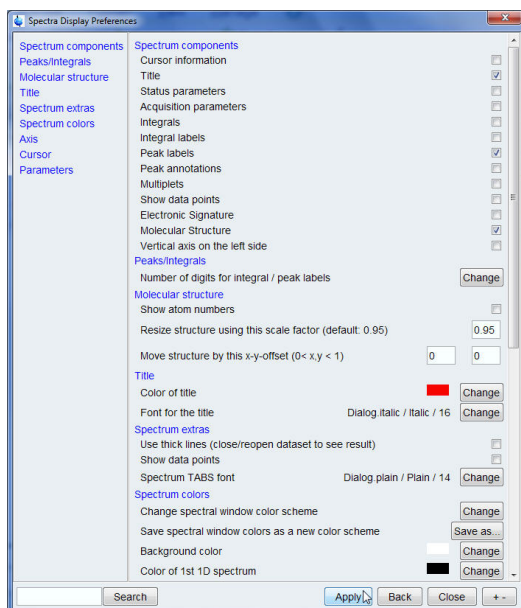 Spectra Display Preferences
Spectrum components
Peaks/Integrals
Molecular structure
Title
Spectrum extras
Spectrum colors
Axis
Cursor
Parameters
Spectrum components
Cursor information
Title
Status parameters
Acquisition parameters
Integrals
Integral labels
Peak labels
Peak annotations
Multiplets
Show data points
Electronic Signature
Molecular Structure
Vertical axis on the left side
Peaks/Integrals
Number of digits for integral / peak labels Change
Molecular structure
Show atom numbers
Resize structure using this scale factor (default: 0.95) 0.95
Move structure by this x-y-offset (0< x,y < 1) 0 0
Title
Color of title Change
Font for the title Dialog.italic / Italic / 16 Change
Spectrum extras
Use thick lines (close/reopen dataset to see result)
Show data points
Spectrum TABS font Dialog.plain / Plain / 14 Change
Spectrum colors
Change spectral window color scheme Change
Save spectral window colors as a new color scheme Save as...
Background color Change
Color of 1st 1D spectrum Change
Search Apply Back Close + -